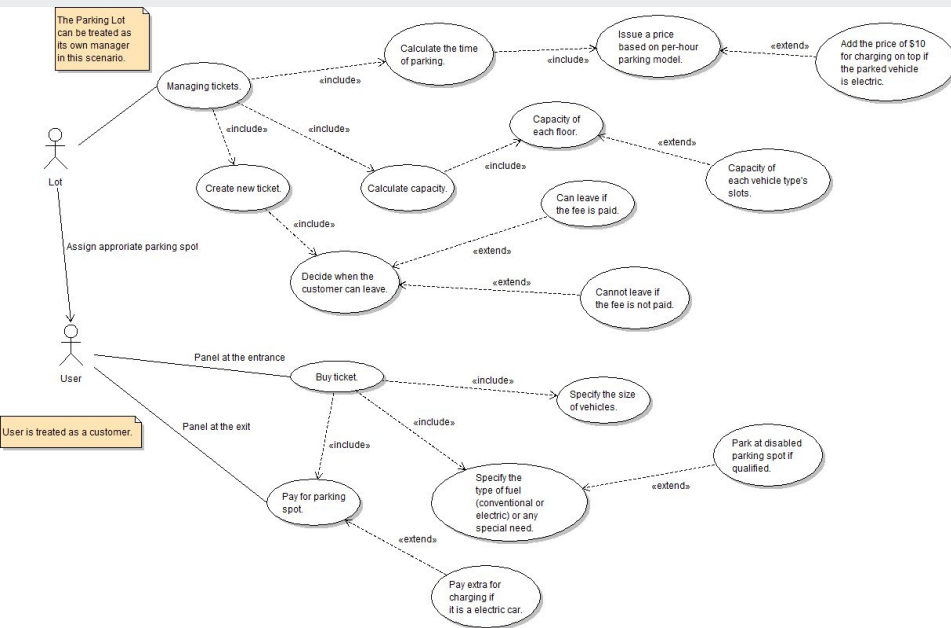 The Parking Lot
can be treated as
its own manager
in this scenario.
Managing tickets.
«include»
Calculate the time
of parking.
«include»
Issue a price
based on per-hour
parking model.
«extend»
Add the price of $10
for charging on top if
the parked vehicle
is electric.
Lot
«include»
«include»
Create new ticket.
Calculate capacity.
«include»
Capacity of
each floor.
«extend»
Capacity of
each vehicle type's
slots.
«include»
Can leave if
the fee is paid.
«extend»
Decide when the
customer can leave.
«extend»
Cannot leave if
the fee is not paid.
Assign approriate parking spot
User
Panel at the entrance
Buy ticket.
«include»
Specify the size
of vehicles.
User is treated as a customer.
Panel at the exit
«include»
«include»
Pay for parking
spot.
Specify the
type of fuel
(conventional or
electric) or any
special need.
«extend»
Park at disabled
parking spot if
qualified.
«extend»
Pay extra for
charging if
it is a electric car.